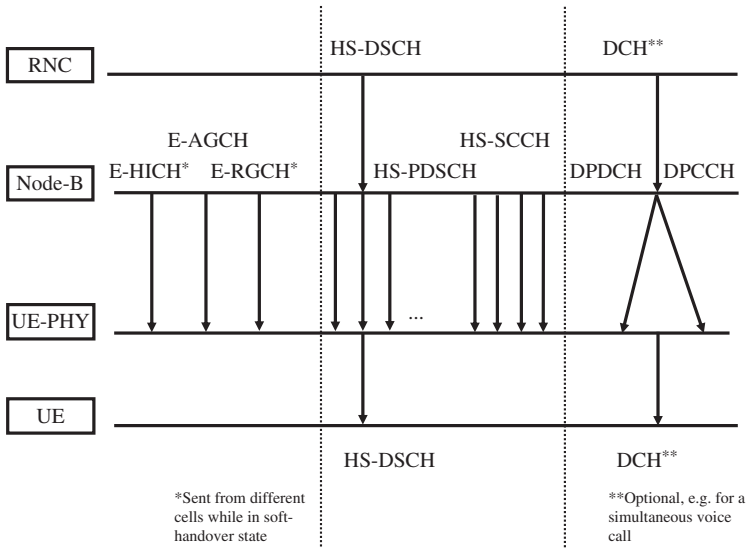 HS-DSCH DCH**
RNC
E-AGCH HS-SCCH
E-HICH* E-RGCH* HS-PDSCH DPDCH DPCCH
Node-B
UE-PHY
...
UE
HS-DSCH DCH**
*Sent from different
cells while in soft-
handover state
**Optional, e.g. for a
simultaneous voice
call